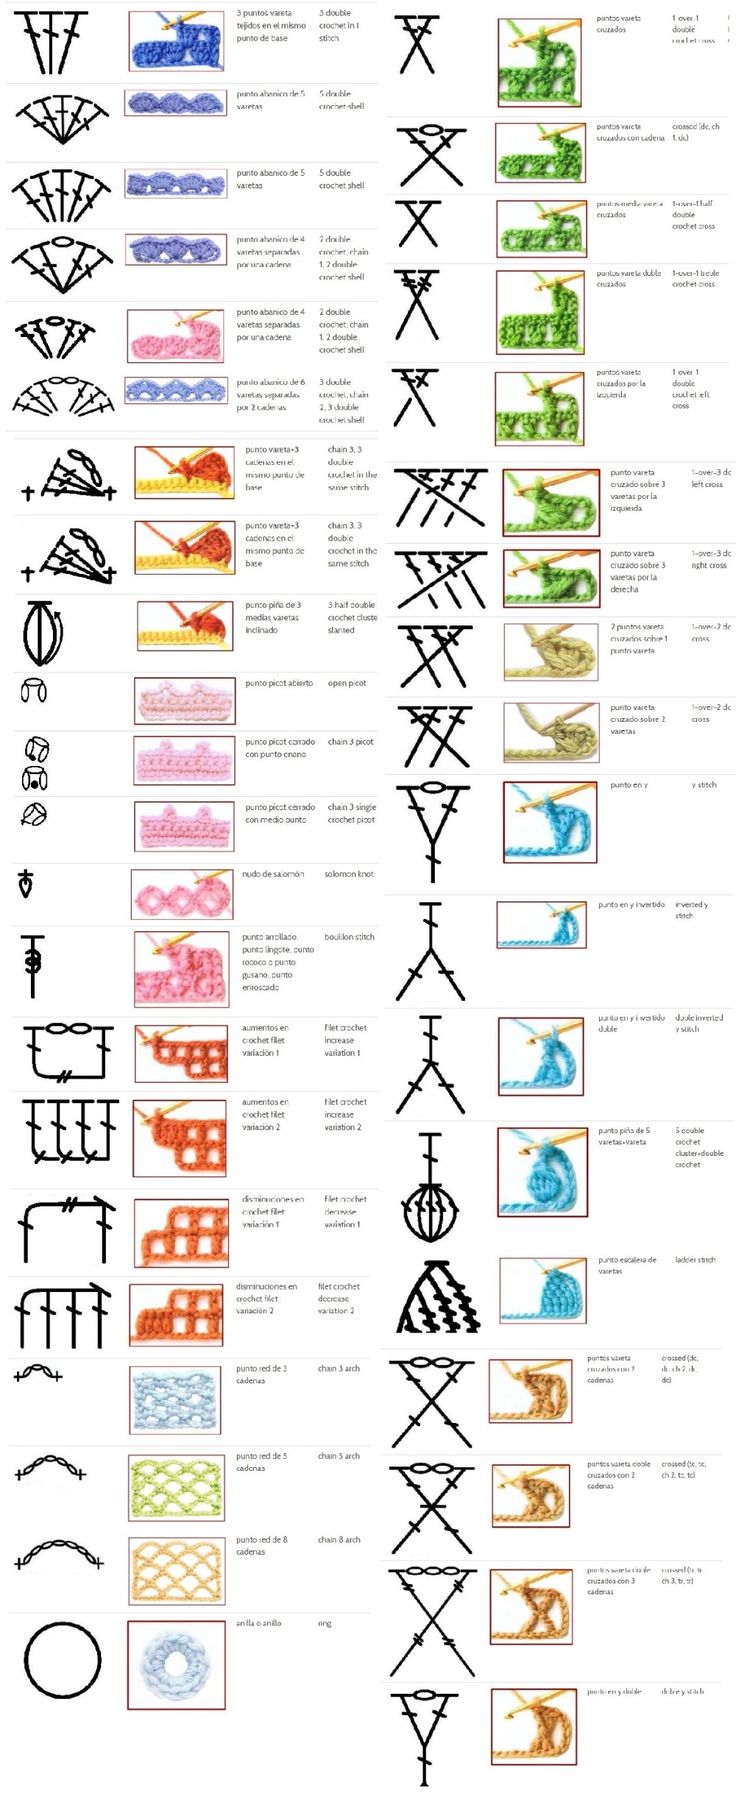 3 puntos vareta
tejidos en el mismo
punto de base
3 double
crochet in 1
stitch
punto abanico de 5
varetas
5 double
crochet shell
punto abanico de 5
varetas
5 double
crochet shell
punto abanico de 4
varetas separadas
por una cadena
2 double
crochet, chain
1, 2 double
crochet shell
punto abanico de 4
varetas separadas
por una cadena
2 double
crochet, chain
1, 2 double
crochet shell
punto abanico de 6
varetas separadas
por 2 cadenas
3 double
crochet, chain
2, 3 double
crochet shell
punto vareta+3
cadenas en el
mismo punto de
base
chain 3, 3
double
crochet in the
same stitch
punto vareta+3
cadenas en el
mismo punto de
base
chain 3, 3
double
crochet in the
same stitch
punto piña de 3
medias varetas
inclinado
3 half double
crochet cluste
slanted
punto picot abierto
open picot
punto picot cerrado
con punto enano
chain 3 picot
punto picot cerrado
con medio punto
chain 3 single
crochet picot
nudo de salomón
solomon knot
punto arrollado,
punto lingote, punto
rococo o punto
gusano, punto
enroscado
bouillon stitch
aumentos en
crochet filet
variación 1
filet crochet
increase
variation 1
aumentos en
crochet filet
variación 2
filet crochet
increase
variation 2
disminuciones en
crochet filet
variación 1
filet crochet
decrease
variation 1
disminuciones en
crochet filet
variación 2
filet crochet
decrease
variation 2
punto red de 3
cadenas
chain 3 arch
punto red de 5
cadenas
chain 5 arch
punto red de 8
cadenas
chain 8 arch
anilla o anillo
ring
puntos vareta
cruzados
1 over 1
double
crochet cross
puntos vareta
cruzados con cadena
crossed (dc, ch
1, dc)
puntos media vareta
cruzados
1-over-1 half
double
crochet cross
puntos vareta doble
cruzados
1-over-1 treble
crochet cross
puntos vareta
cruzados por la
izquierda
1 over 1
double
crochet left
cross
punto vareta
cruzado sobre 3
varetas por la
izquierda
1-over-3 dc
left cross
punto vareta
cruzado sobre 3
varetas por la
derecha
1-over-3 dc
right cross
2 puntos vareta
cruzados sobre 1
punto vareta
1-over-2 dc
cross
punto vareta
cruzado sobre 2
varetas
1-over-2 dc
cross
punto en y
y stitch
punto en y invertido
inverted y
stitch
punto en y invertido
doble
doble inverted
y stitch
punto piña de 5
varetas+vareta
5 double
crochet
cluster+double
crochet
punto escalera de
varetas
ladder stitch
puntos vareta
cruzados con 2
cadenas
crossed (dc,
dc, ch 2, dc,
dc)
puntos vareta doble
cruzados con 2
cadenas
crossed (tc, tc,
ch 2, tc, tc)
puntos vareta doble
cruzados con 3
cadenas
crossed (tr, tr
ch 3, tr, tr)
punto en y doble
doble y stitch